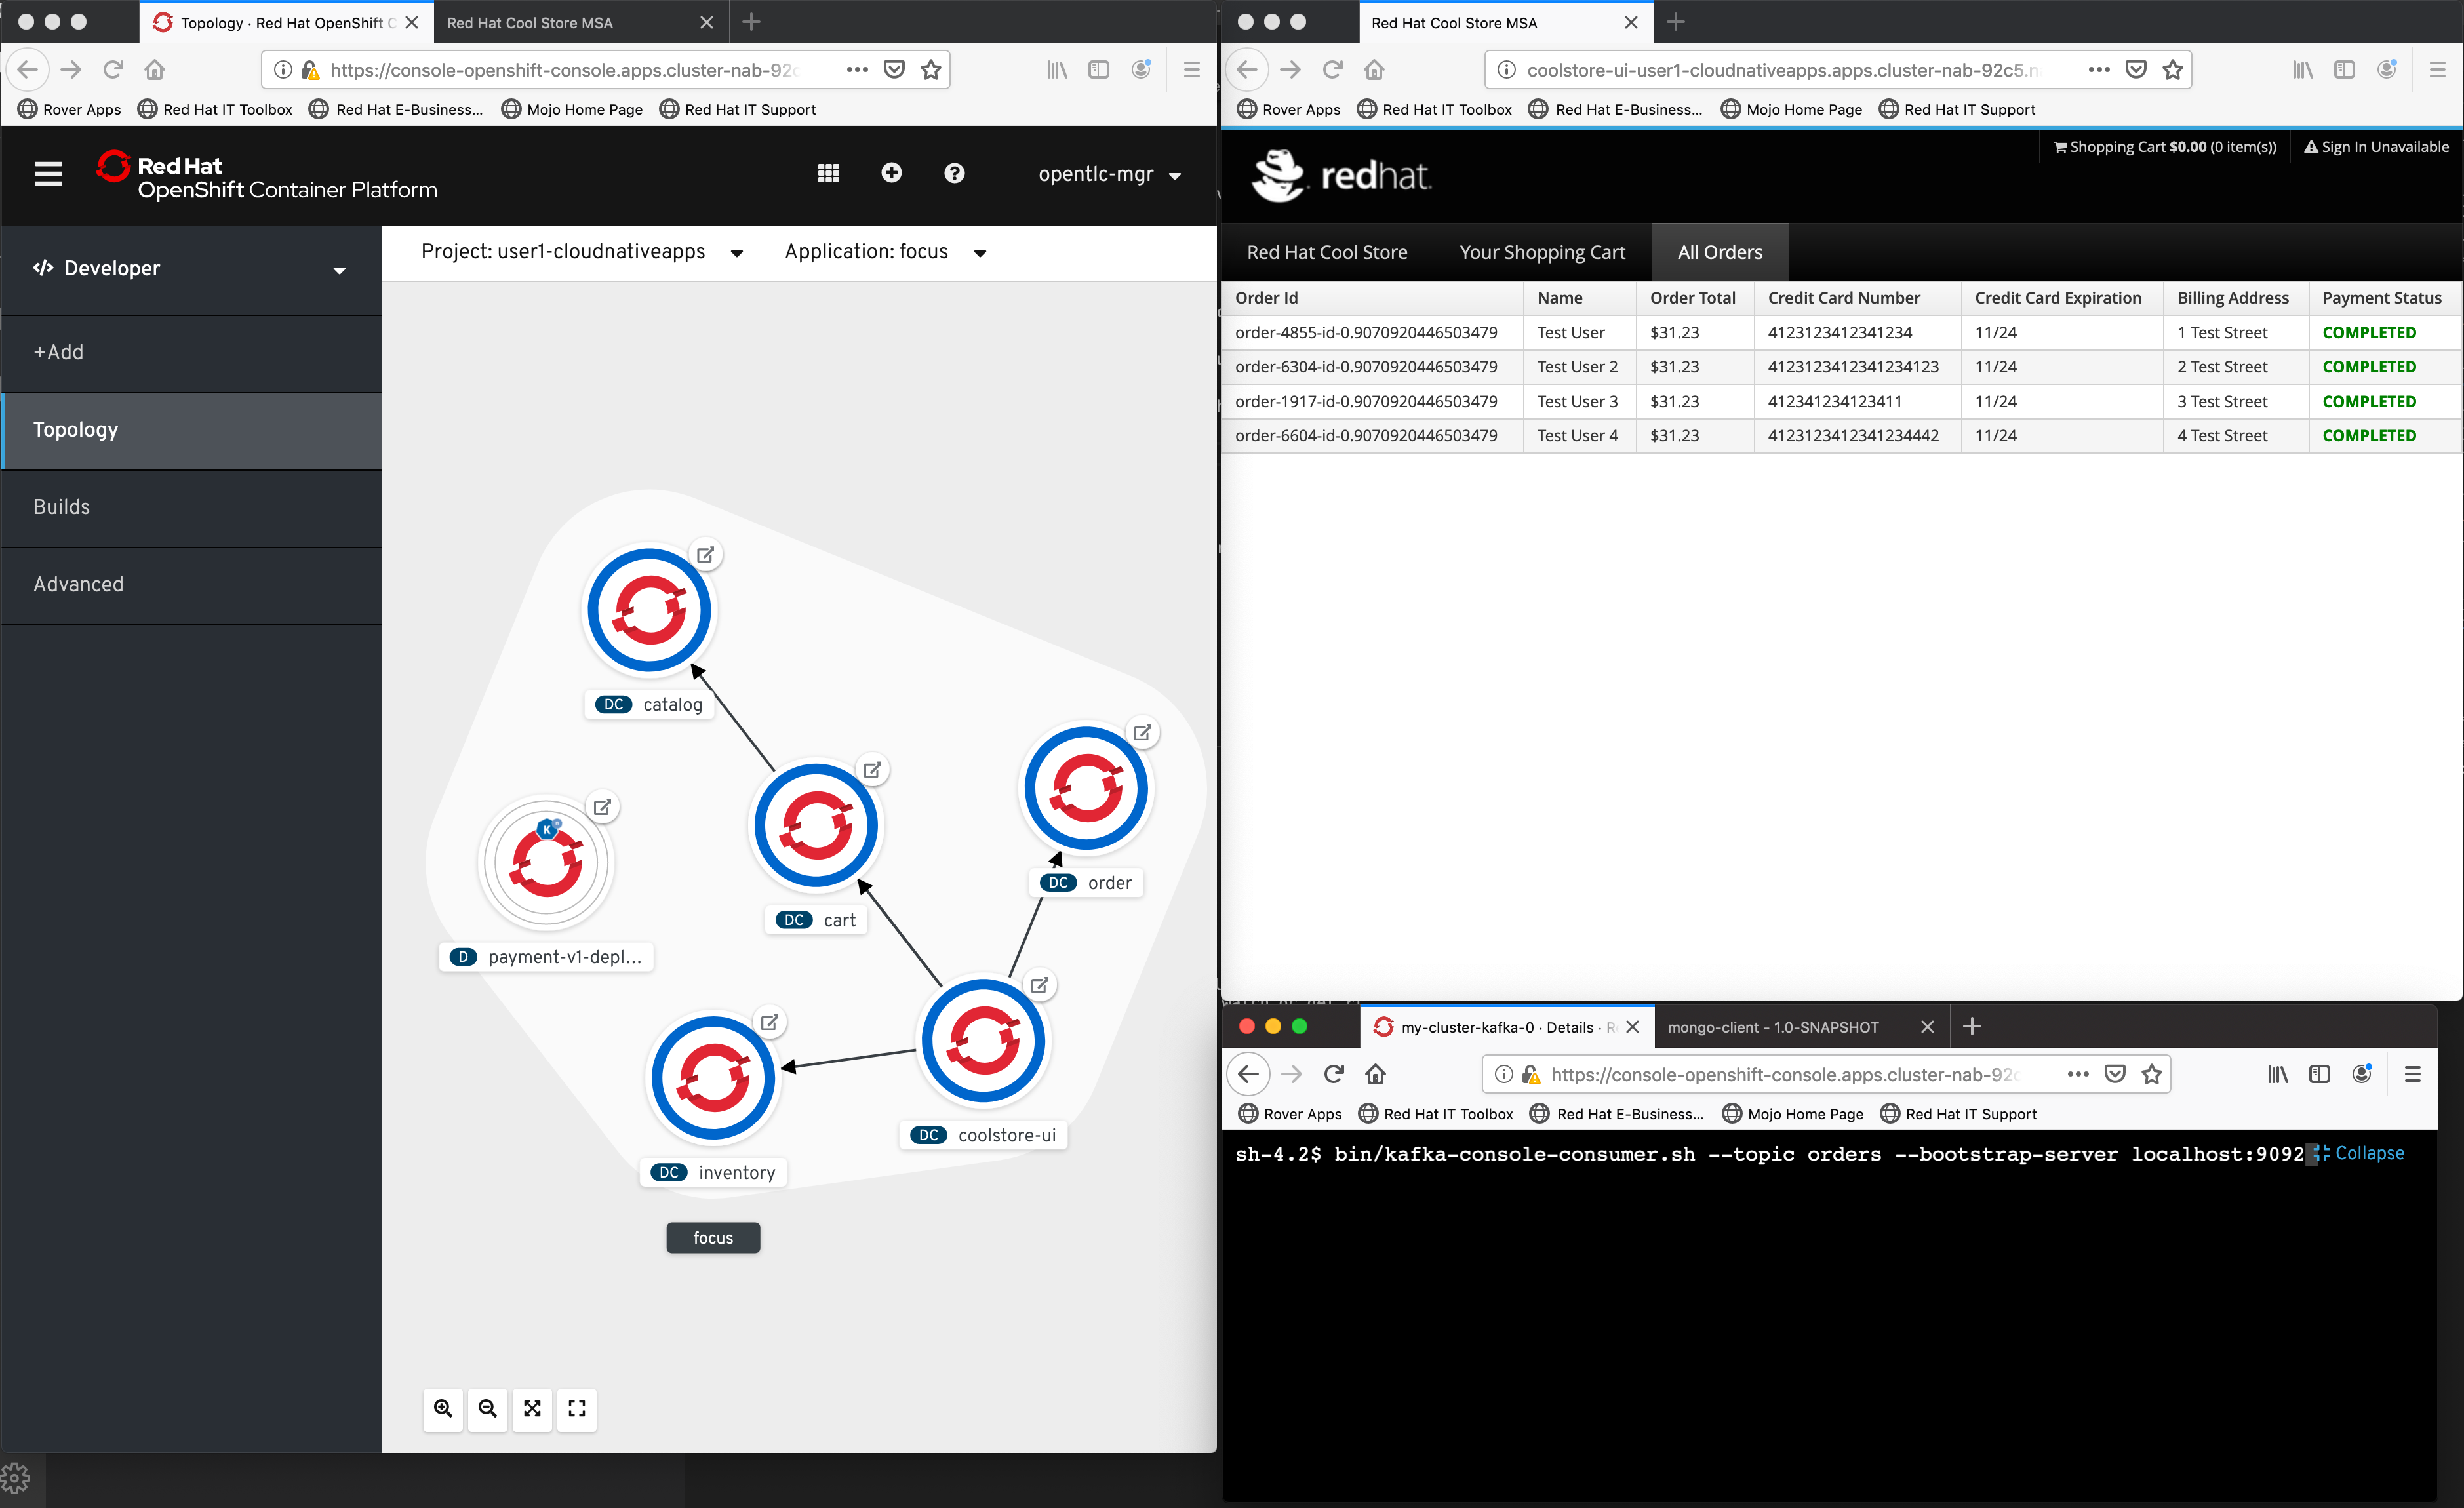 Topology · Red Hat OpenShift C
Red Hat Cool Store MSA
https://console-openshift-console.apps.cluster-nab-92c
Rover Apps Red Hat IT Toolbox Red Hat E-Business... Mojo Home Page Red Hat IT Support
Red Hat
OpenShift Container Platform
opentlc-mgr
Developer
+Add
Topology
Builds
Advanced
Project: user1-cloudnativeapps Application: focus
DC catalog
DC order
DC cart
K
D payment-v1-depl...
DC coolstore-ui
DC inventory
focus
Red Hat Cool Store MSA
coolstore-ui-user1-cloudnativeapps.apps.cluster-nab-92c5.n
Rover Apps Red Hat IT Toolbox Red Hat E-Business... Mojo Home Page Red Hat IT Support
Shopping Cart $0.00 (0 item(s)) Sign In Unavailable
redhat.
Red Hat Cool Store Your Shopping Cart All Orders
Order Id Name Order Total Credit Card Number Credit Card Expiration Billing Address Payment Status
order-4855-id-0.9070920446503479 Test User $31.23 4123123412341234 11/24 1 Test Street COMPLETED
order-6304-id-0.9070920446503479 Test User 2 $31.23 4123123412341234123 11/24 2 Test Street COMPLETED
order-1917-id-0.9070920446503479 Test User 3 $31.23 412341234123411 11/24 3 Test Street COMPLETED
order-6604-id-0.9070920446503479 Test User 4 $31.23 4123123412341234442 11/24 4 Test Street COMPLETED
my-cluster-kafka-0 · Details · R
mongo-client - 1.0-SNAPSHOT
https://console-openshift-console.apps.cluster-nab-92c
Rover Apps Red Hat IT Toolbox Red Hat E-Business... Mojo Home Page Red Hat IT Support
sh-4.2$ bin/kafka-console-consumer.sh --topic orders --bootstrap-server localhost:9092
Collapse